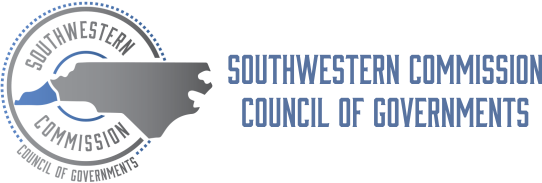 SOUTHWESTERN
COMMISSION
COUNCIL OF GOVERNMENTS
SOUTHWESTERN COMMISSION
COUNCIL OF GOVERNMENTS